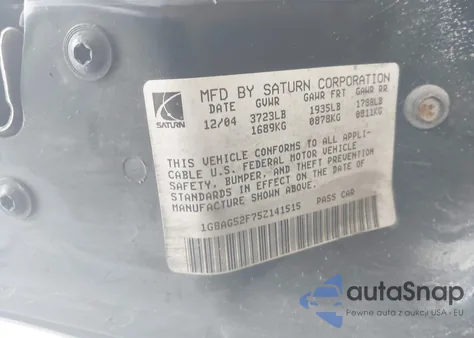 MFD BY SATURN CORPORATION
DATE GVWR GAWR FRT GAWR RR
12/04 3723LB 1935LB 1788LB
1689KG 0878KG 0811KG
SATURN
THIS VEHICLE CONFORMS TO ALL APPLI-
CABLE U.S. FEDERAL MOTOR VEHICLE
SAFETY, BUMPER, AND THEFT PREVENTION
STANDARDS IN EFFECT ON THE DATE OF
MANUFACTURE SHOWN ABOVE.
1G8AG52F75Z141515 PASS CAR
autoSnap
Pewne auta z aukcji USA - EU